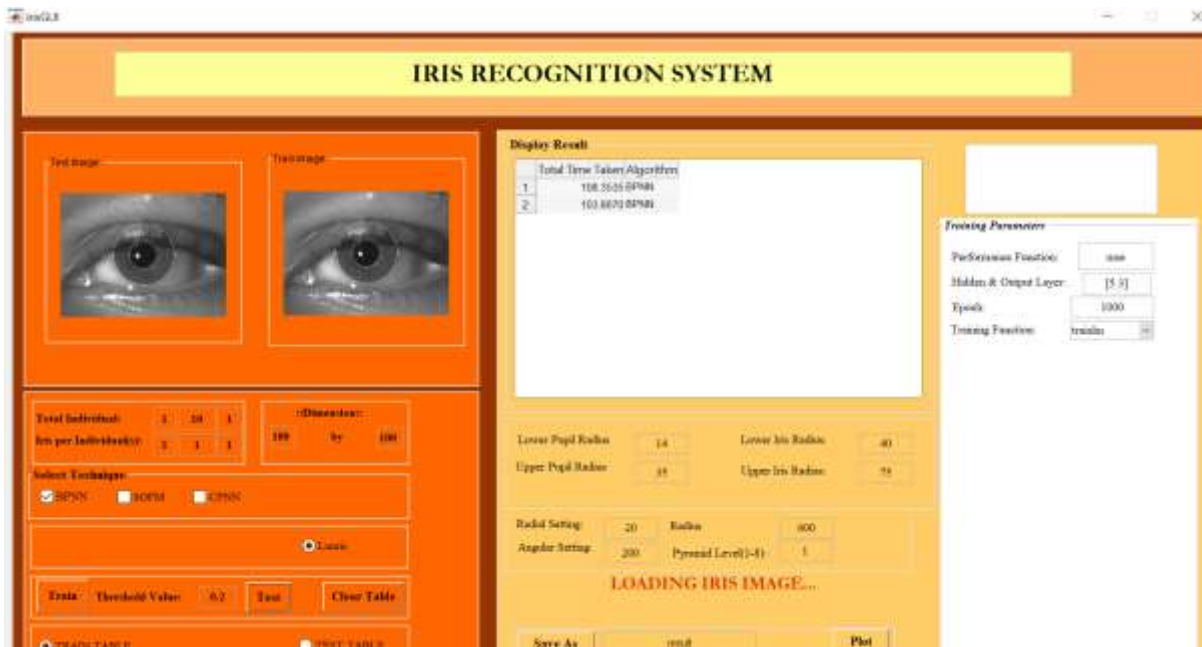 irisGUI
IRIS RECOGNITION SYSTEM
Test Image
Train Image
Display Result
Total Time Taken Algorithm
1 108.3535 BPNN
2 103.6670 BPNN
Training Parameters
Performance Function: mse
Hidden & Output Layer: [5 3]
Epoch: 1000
Training Function:
Total Individual: 1 10 1
Iris per Individual(s): 1 1
::Dimension::
100 by 100
Select Technique
BPNN SOFM CPNN
Lower Pupil Radius 14 Lower Iris Radius 40
Upper Pupil Radius Upper Iris Radius 75
Radial Setting: 20 Radius 600
Angular Setting: 200 Pyramid Level(1-8) 1
LOADING IRIS IMAGE...
Train Threshold Value: 0.2 Test Clear Table
TRAIN TABLE TEST TABLE
Save As result Plot